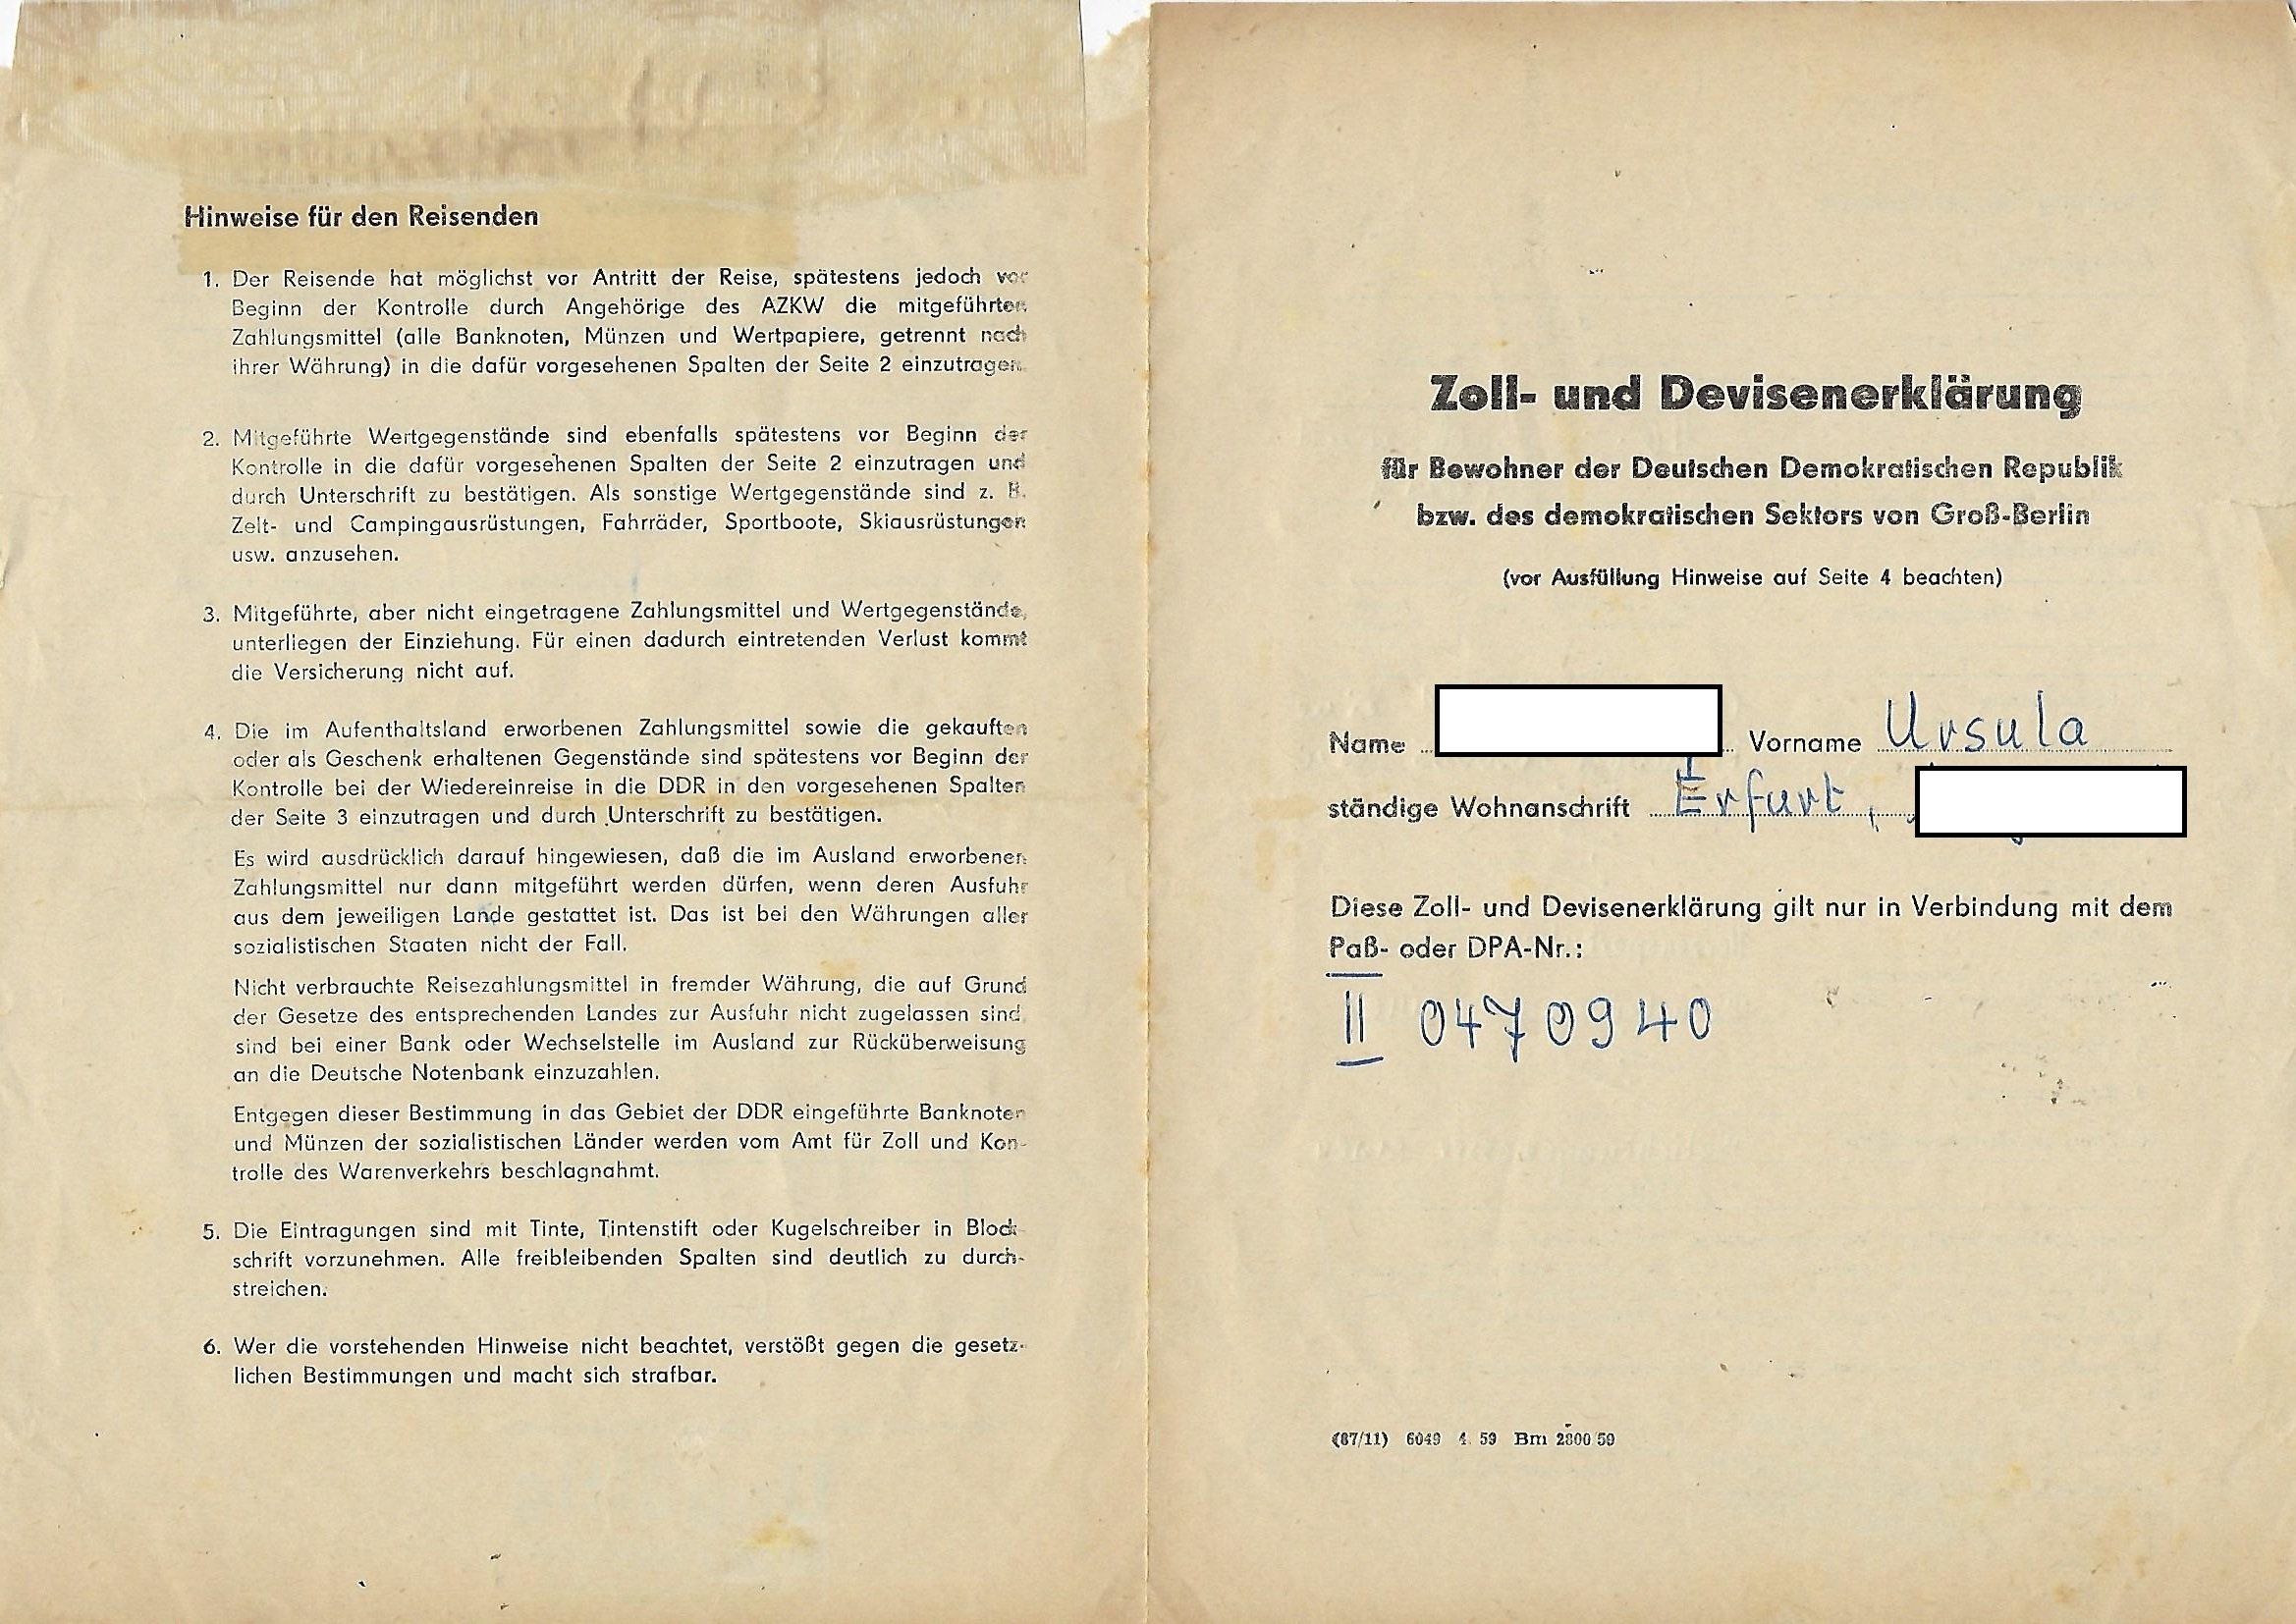 Hinweise für den Reisenden
1. Der Reisende hat möglichst vor Antritt der Reise, spätestens jedoch vor
Beginn der Kontrolle durch Angehörige des AZKW die mitgeführten
Zahlungsmittel (alle Banknoten, Münzen und Wertpapiere, getrennt nach
ihrer Währung) in die dafür vorgesehenen Spalten der Seite 2 einzutragen.
2. Mitgeführte Wertgegenstände sind ebenfalls spätestens vor Beginn der
Kontrolle in die dafür vorgesehenen Spalten der Seite 2 einzutragen und
durch Unterschrift zu bestätigen. Als sonstige Wertgegenstände sind z. B.
Zelt- und Campingausrüstungen, Fahrräder, Sportboote, Skiausrüstungen
usw. anzusehen.
3. Mitgeführte, aber nicht eingetragene Zahlungsmittel und Wertgegenstände,
unterliegen der Einziehung. Für einen dadurch eintretenden Verlust kommt
die Versicherung nicht auf.
4. Die im Aufenthaltsland erworbenen Zahlungsmittel sowie die gekauften
oder als Geschenk erhaltenen Gegenstände sind spätestens vor Beginn der
Kontrolle bei der Wiedereinreise in die DDR in den vorgesehenen Spalten
der Seite 3 einzutragen und durch Unterschrift zu bestätigen.
Es wird ausdrücklich darauf hingewiesen, daß die im Ausland erworbenen
Zahlungsmittel nur dann mitgeführt werden dürfen, wenn deren Ausfuhr
aus dem jeweiligen Lande gestattet ist. Das ist bei den Währungen aller
sozialistischen Staaten nicht der Fall.
Nicht verbrauchte Reisezahlungsmittel in fremder Währung, die auf Grund
der Gesetze des entsprechenden Landes zur Ausfuhr nicht zugelassen sind,
sind bei einer Bank oder Wechselstelle im Ausland zur Rücküberweisung
an die Deutsche Notenbank einzuzahlen.
Entgegen dieser Bestimmung in das Gebiet der DDR eingeführte Banknoten
und Münzen der sozialistischen Länder werden vom Amt für Zoll und Kon-
trolle des Warenverkehrs beschlagnahmt.
5. Die Eintragungen sind mit Tinte, Tintenstift oder Kugelschreiber in Block-
schrift vorzunehmen. Alle freibleibenden Spalten sind deutlich zu durch-
streichen.
6. Wer die vorstehenden Hinweise nicht beachtet, verstößt gegen die gesetz-
lichen Bestimmungen und macht sich strafbar.
Zoll- und Devisenerklärung
für Bewohner der Deutschen Demokratischen Republik
bzw. des demokratischen Sektors von Groß-Berlin
(vor Ausfüllung Hinweise auf Seite 4 beachten)
Name Vorname Ursula
ständige Wohnanschrift Erfurt,
Diese Zoll- und Devisenerklärung gilt nur in Verbindung mit dem
Paß- oder DPA-Nr.:
II 0470940
(87/11) 6049 4. 59 Bm 2800 59